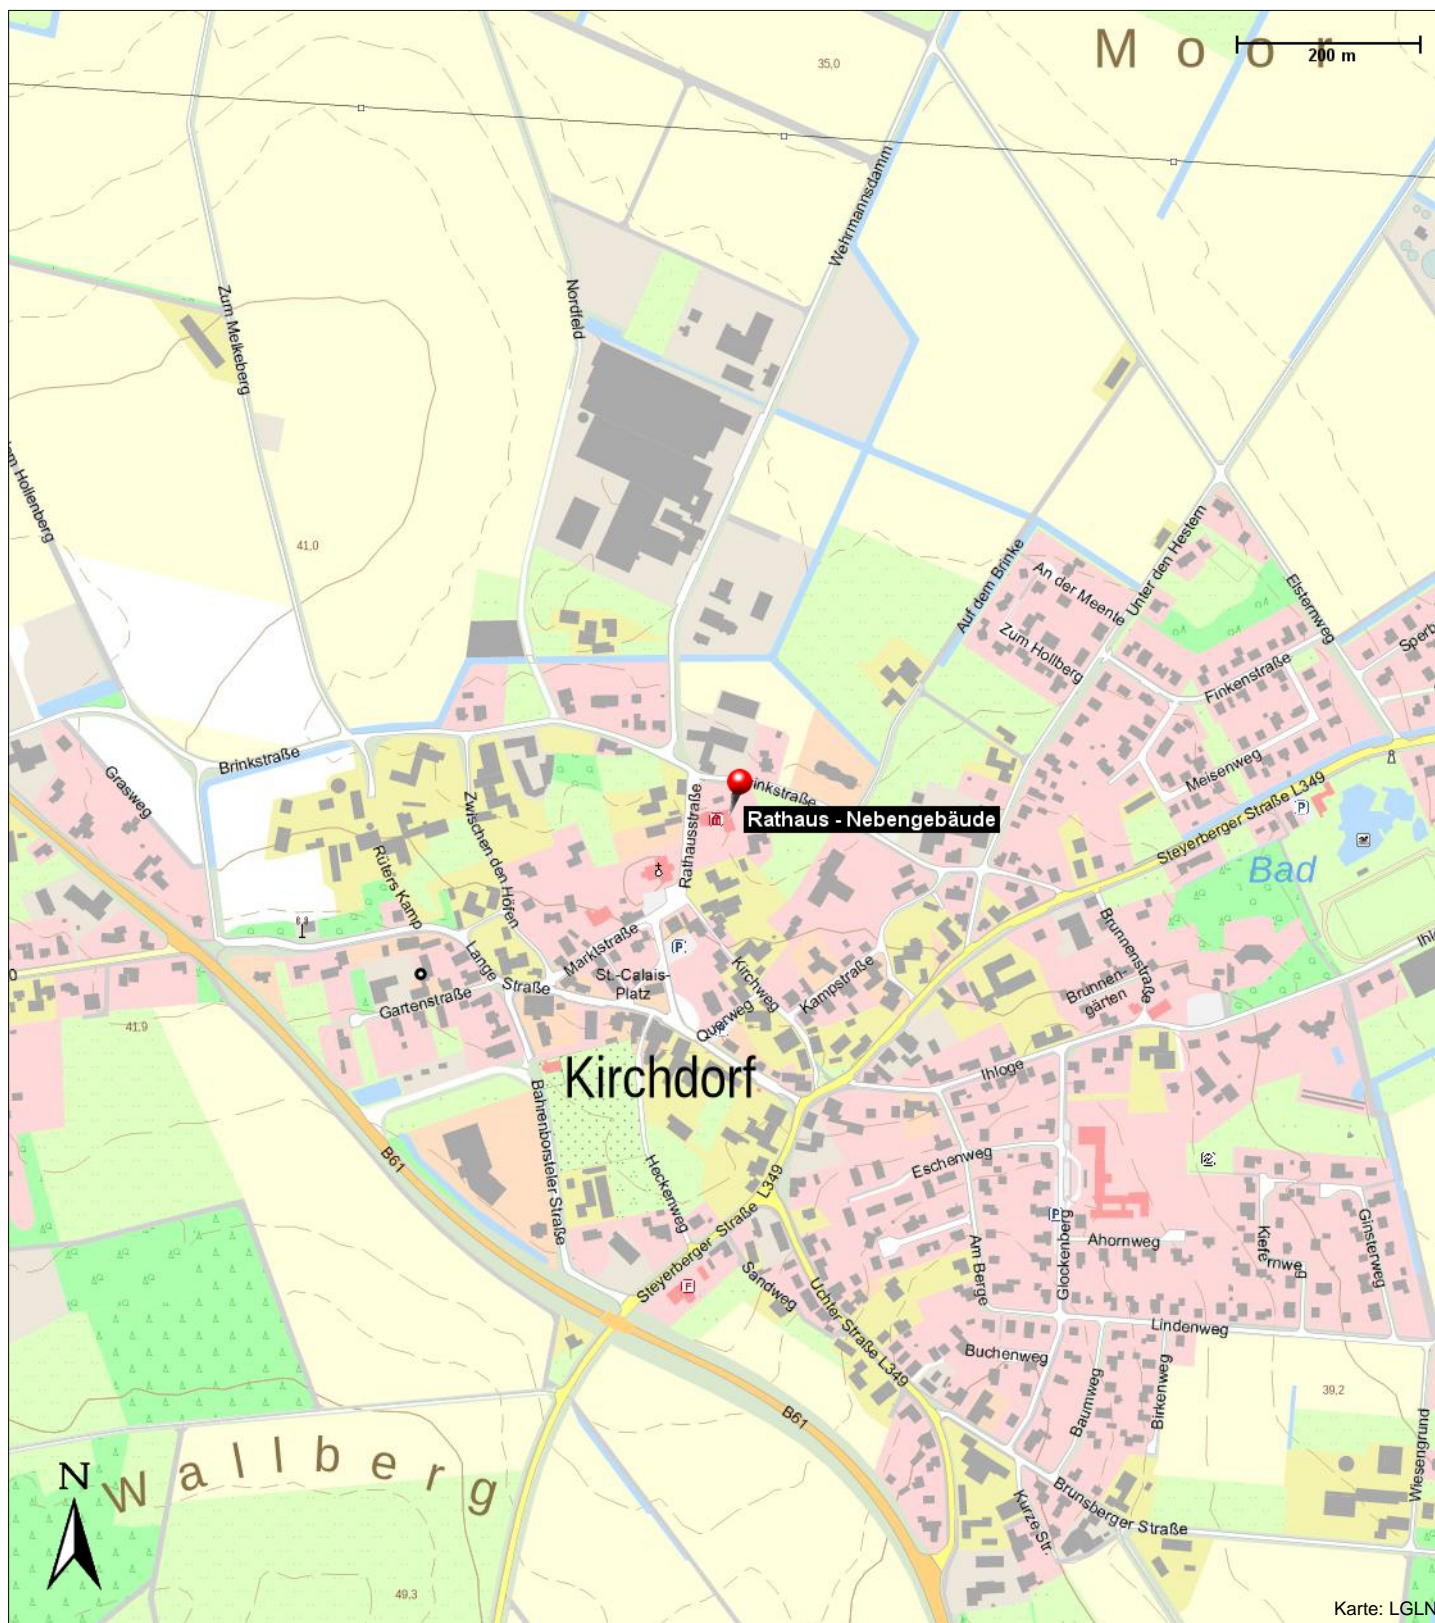 Moor
200 m
35,0
Wehrmannsdamm
Nordfeld
Zum Melkeberg
Hollenberg
41,0
Auf dem Brinke
An der Meente
Unter den Hestern
Zum Hollberg
Elsternweg
Finkenstraße
Meisenweg
Brinkstraße
Grasweg
Rathaus - Nebengebäude
Rathausstraße
Steyerberger Straße L349
Bad
Zwischen den Höfen
Rüters Kamp
Marktstraße
P
St.-Calais-
Platz
Lange Straße
Gartenstraße
Kirchweg
Querweg
Kampstraße
Brunnenstraße
Brunnen-
gärten
Ihloge
41,9
Kirchdorf
Bahrenborsteler Straße
B61
Heckenweg
Steyerberger Straße L349
Eschenweg
Am Berge
Glockenberg
P
Ahornweg
Kiefernweg
Ginsterweg
F
Sandweg
Uchter Straße L349
Lindenweg
Buchenweg
Baumweg
Birkenweg
39,2
Wiesengrund
B61
Wallberg
N
Kurze Str.
Brunsberger Straße
49,3
Karte: LGLN